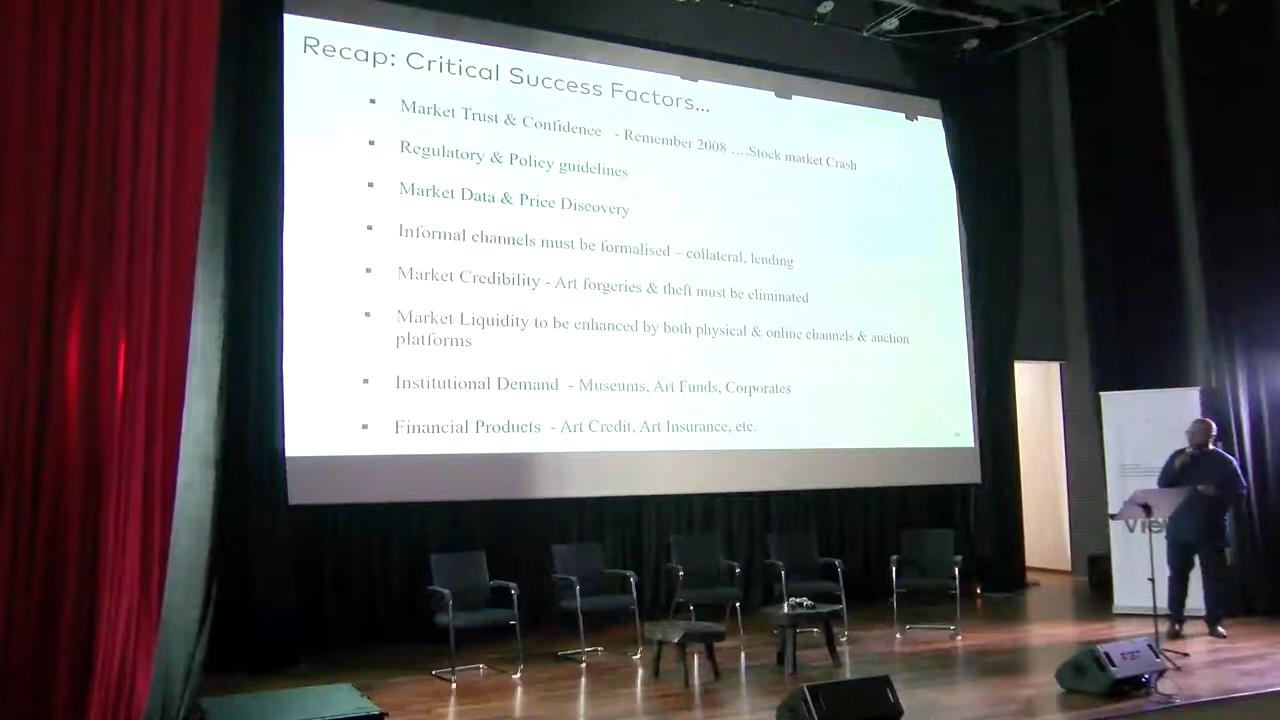 Recap: Critical Success Factors...
▪ Market Trust & Confidence - Remember 2008 ....Stock market Crash
▪ Regulatory & Policy guidelines
▪ Market Data & Price Discovery
▪ Informal channels must be formalised – collateral, lending
▪ Market Credibility - Art forgeries & theft must be eliminated
▪ Market Liquidity to be enhanced by both physical & online channels & auction
platforms
▪ Institutional Demand - Museums, Art Funds, Corporates
▪ Financial Products - Art Credit, Art Insurance, etc.